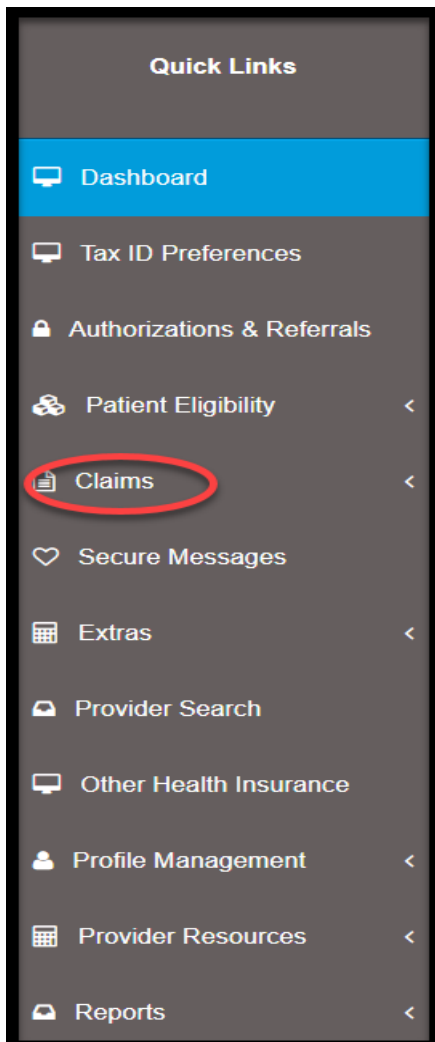 Quick Links
Dashboard
Tax ID Preferences
Authorizations & Referrals
Patient Eligibility
Claims
Secure Messages
Extras
Provider Search
Other Health Insurance
Profile Management
Provider Resources
Reports